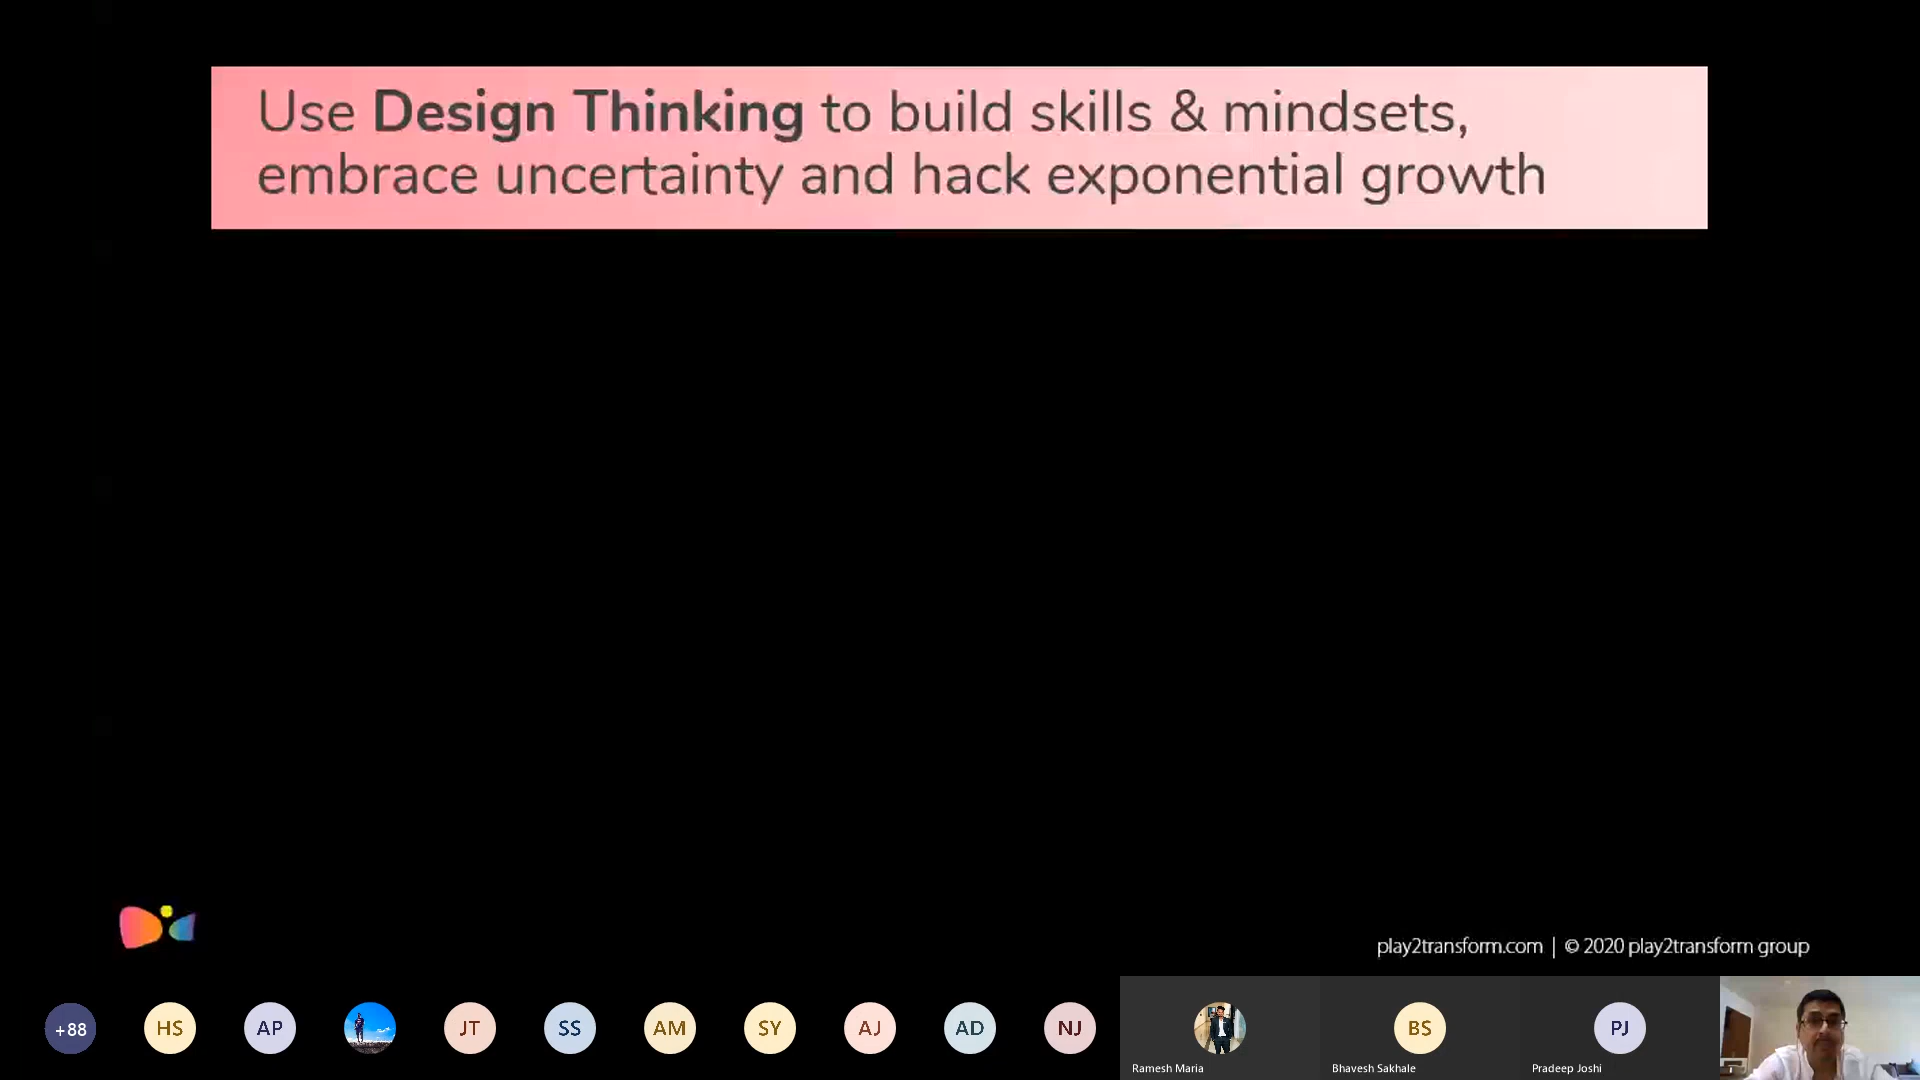 Use Design Thinking to build skills & mindsets,
embrace uncertainty and hack exponential growth
play2transform.com | © 2020 play2transform group
+88
HS
AP
JT
SS
AM
SY
AJ
AD
NJ
Ramesh Maria
BS
Bhavesh Sakhale
PJ
Pradeep Joshi